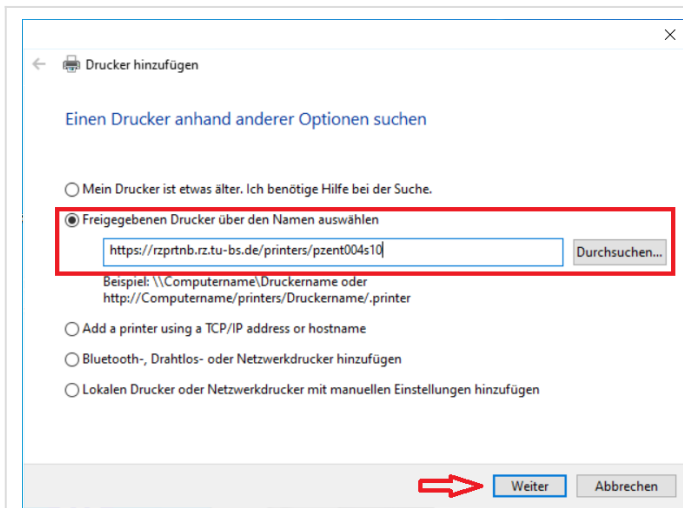 Drucker hinzufügen
Einen Drucker anhand anderer Optionen suchen
Mein Drucker ist etwas älter. Ich benötige Hilfe bei der Suche.
Freigegebenen Drucker über den Namen auswählen
https://rzprtnb.rz.tu-bs.de/printers/pzent004s10
Durchsuchen...
Beispiel: \\Computername\Druckername oder
http://Computername/printers/Druckername/.printer
Add a printer using a TCP/IP address or hostname
Bluetooth-, Drahtlos- oder Netzwerkdrucker hinzufügen
Lokalen Drucker oder Netzwerkdrucker mit manuellen Einstellungen hinzufügen
Weiter
Abbrechen